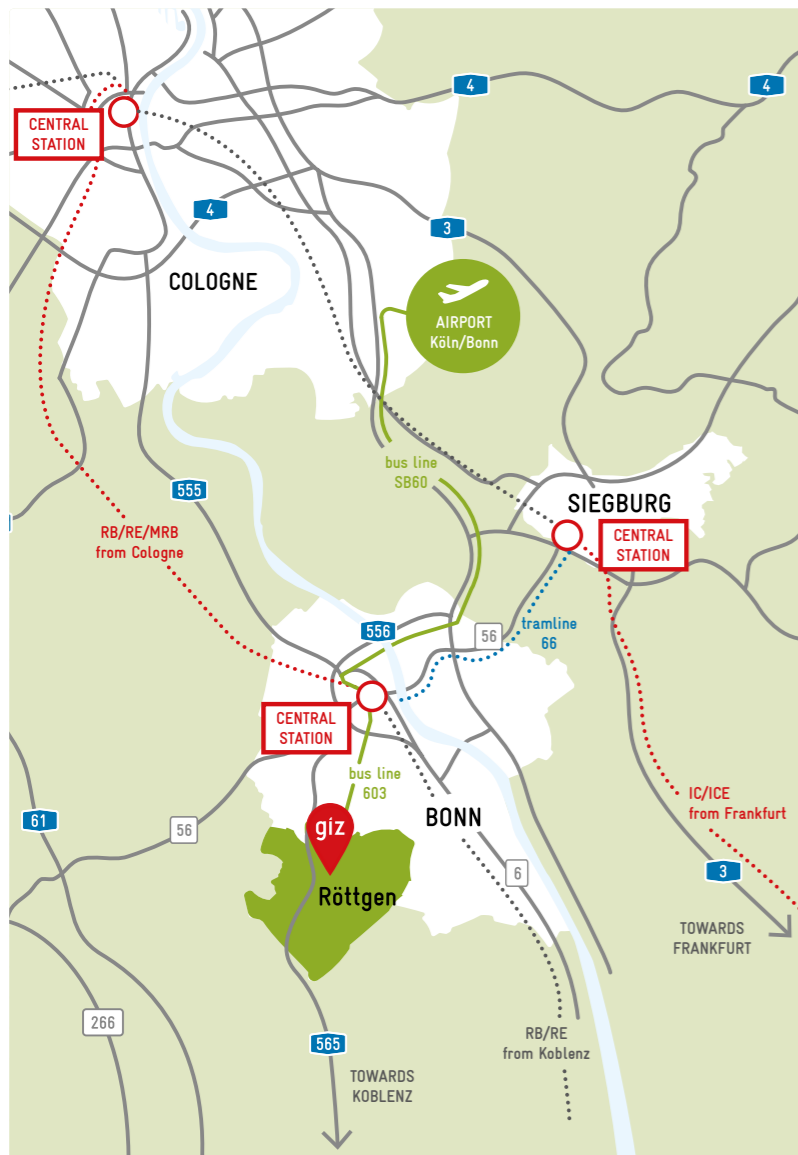 4
4
CENTRAL
STATION
4
3
COLOGNE
AIRPORT
Köln/Bonn
bus line
SB60
555
SIEGBURG
RB/RE/MRB
from Cologne
CENTRAL
STATION
tramline
66
556
56
CENTRAL
STATION
bus line
603
IC/ICE
from Frankfurt
61
56
giz
BONN
3
6
Röttgen
TOWARDS
FRANKFURT
266
565
RB/RE
from Koblenz
TOWARDS
KOBLENZ